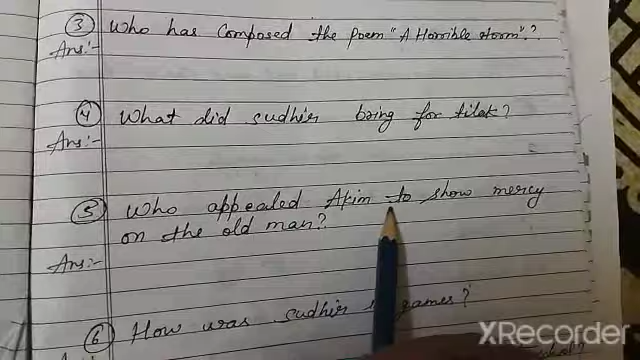 ③ Who has composed the poem "A Horrible Storm".?
Ans:-
④ What did sudhir bring for tilak?
Ans:-
⑤ Who appealed Akim to show mercy
on the old man?
Ans:-
⑥ How was sudhir games?
XRecorder